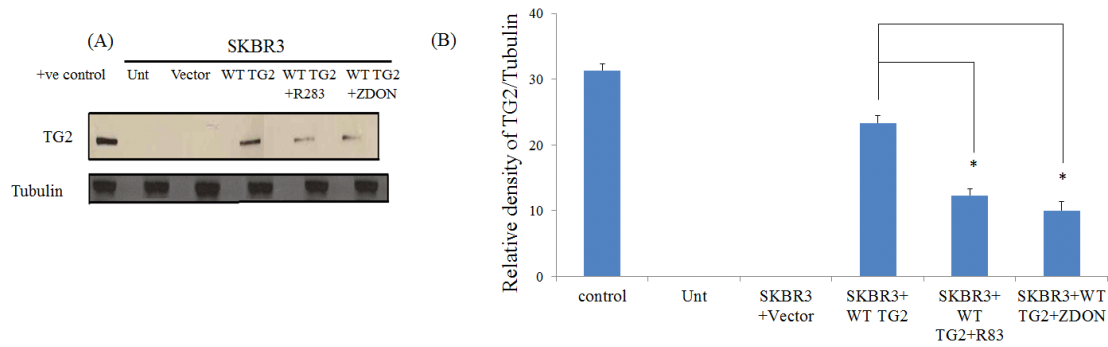 (A)
SKBR3
+ve control Unt Vector WT TG2 WT TG2 WT TG2
+R283 +ZDON
TG2
Tubulin
(B)
Relative density of TG2/Tubulin
40
30
20
10
0
* *
control Unt SKBR3 SKBR3+ SKBR3+ SKBR3+WT
+Vector WT TG2 WT TG2+ZDON
TG2+R83